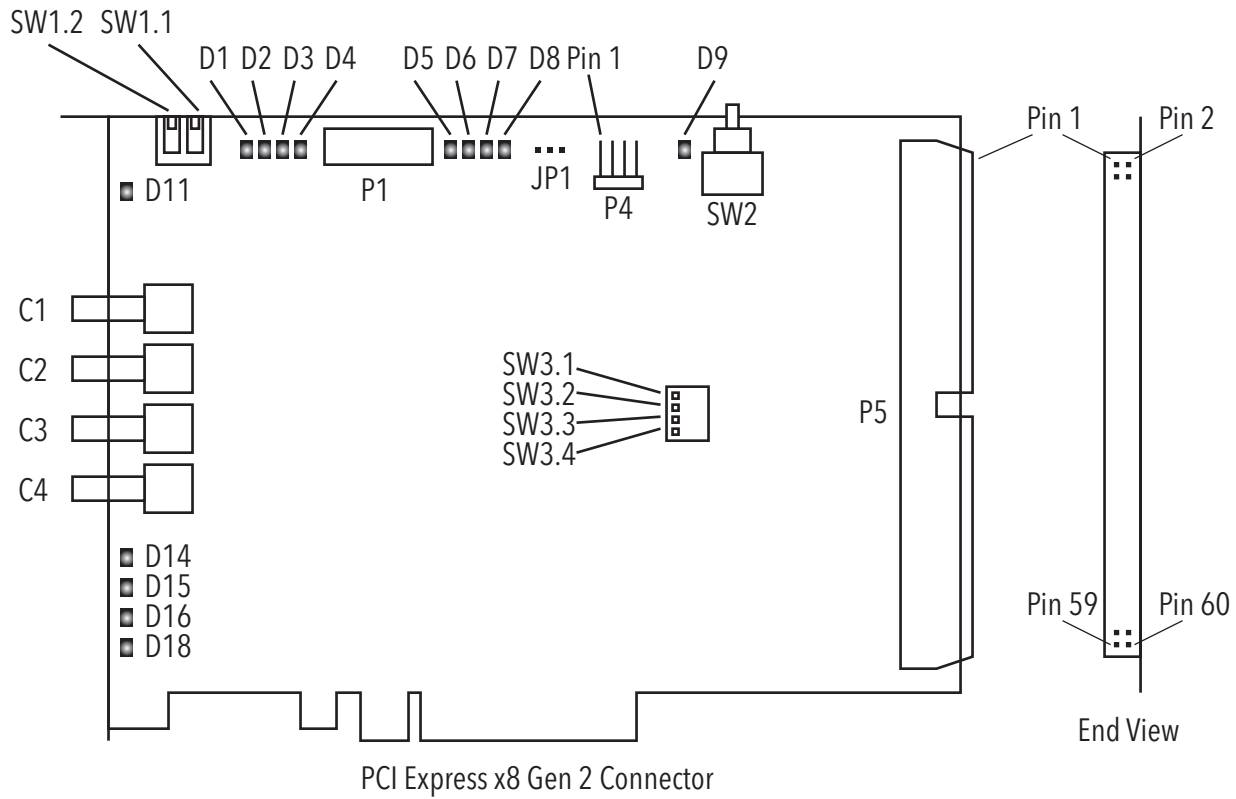 SW1.2 SW1.1
D1 D2 D3 D4 D5 D6 D7 D8 Pin 1 D9
Pin 1 Pin 2
D11 P1 JP1 P4 SW2
C1
C2
C3
C4
SW3.1
SW3.2
SW3.3
SW3.4
P5
D14
D15
D16
D18
Pin 59 Pin 60
End View
PCI Express x8 Gen 2 Connector